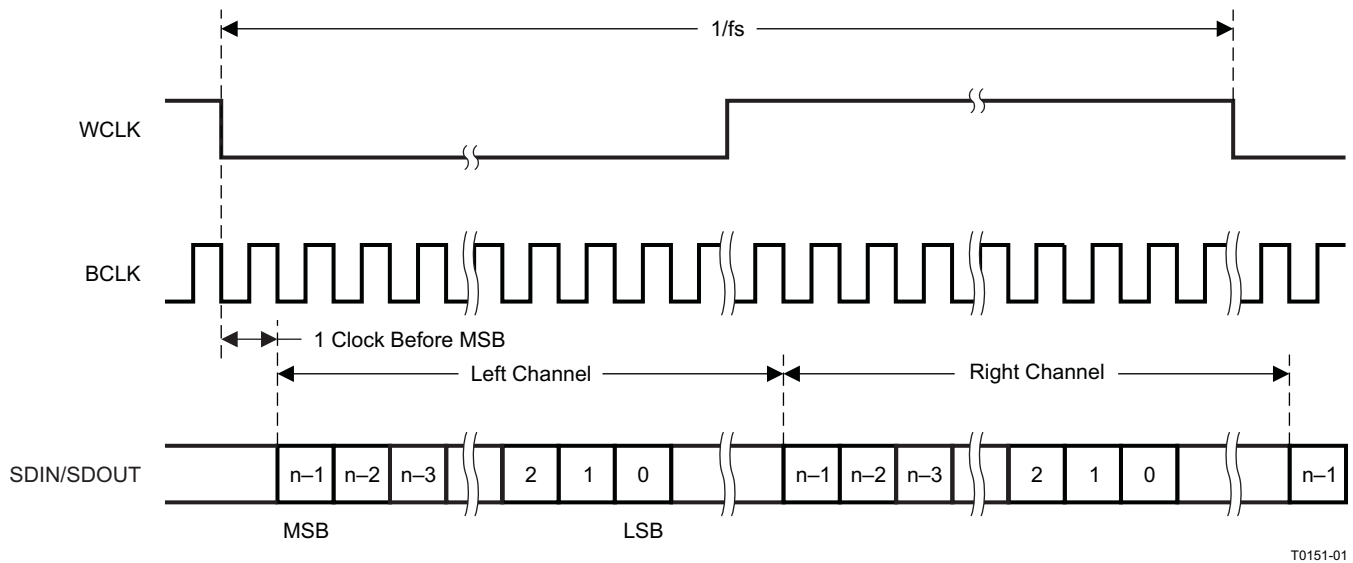 1/fs
WCLK
BCLK
1 Clock Before MSB
Left Channel
Right Channel
SDIN/SDOUT
n–1 n–2 n–3 2 1 0 n–1 n–2 n–3 2 1 0 n–1
MSB LSB
T0151-01